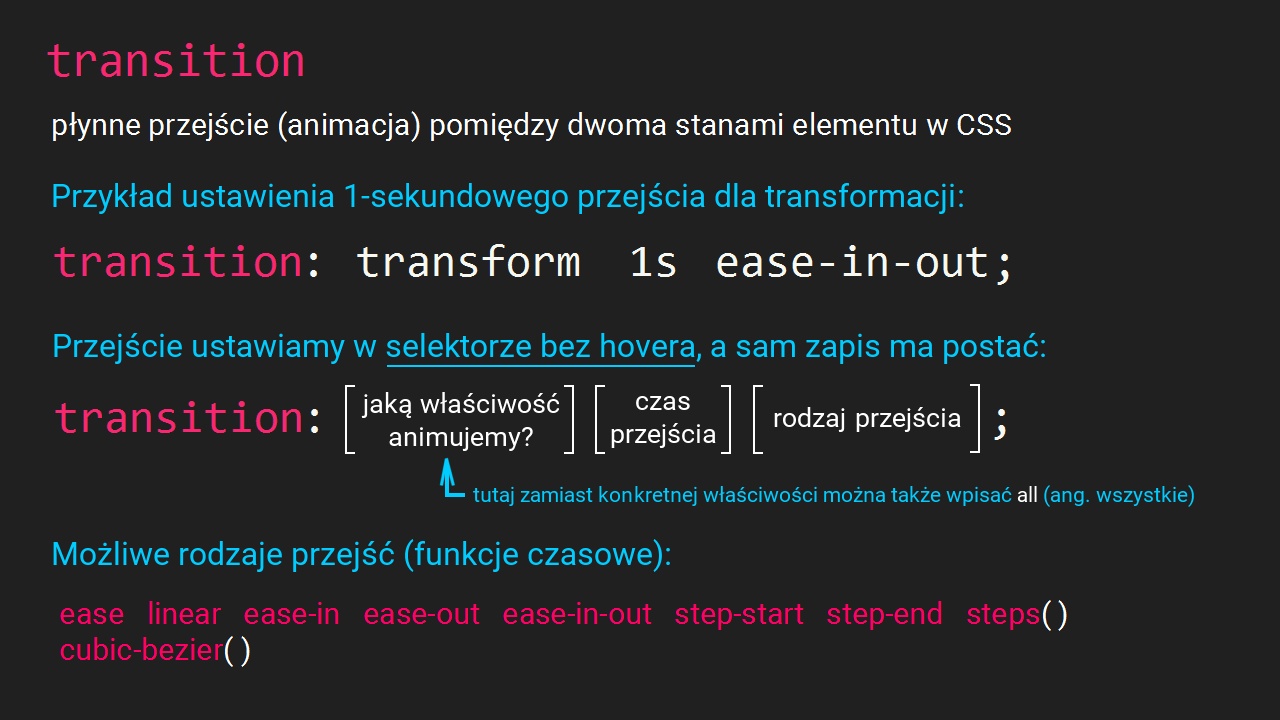 transition
płynne przejście (animacja) pomiędzy dwoma stanami elementu w CSS
Przykład ustawienia 1-sekundowego przejścia dla transformacji:
transition: transform 1s ease-in-out;
Przejście ustawiamy w selektorze bez hovera, a sam zapis ma postać:
transition: [jaką właściwość animujemy?] [czas przejścia] [rodzaj przejścia] ;
tutaj zamiast konkretnej właściwości można także wpisać all (ang. wszystkie)
Możliwe rodzaje przejść (funkcje czasowe):
ease linear ease-in ease-out ease-in-out step-start step-end steps()
cubic-bezier()